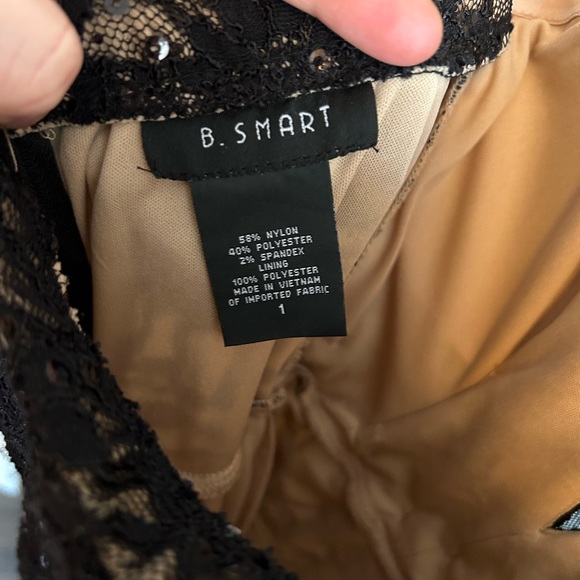 B. SMART
58% NYLON
40% POLYESTER
2% SPANDEX
LINING
100% POLYESTER
MADE IN VIETNAM
OF IMPORTED FABRIC
1